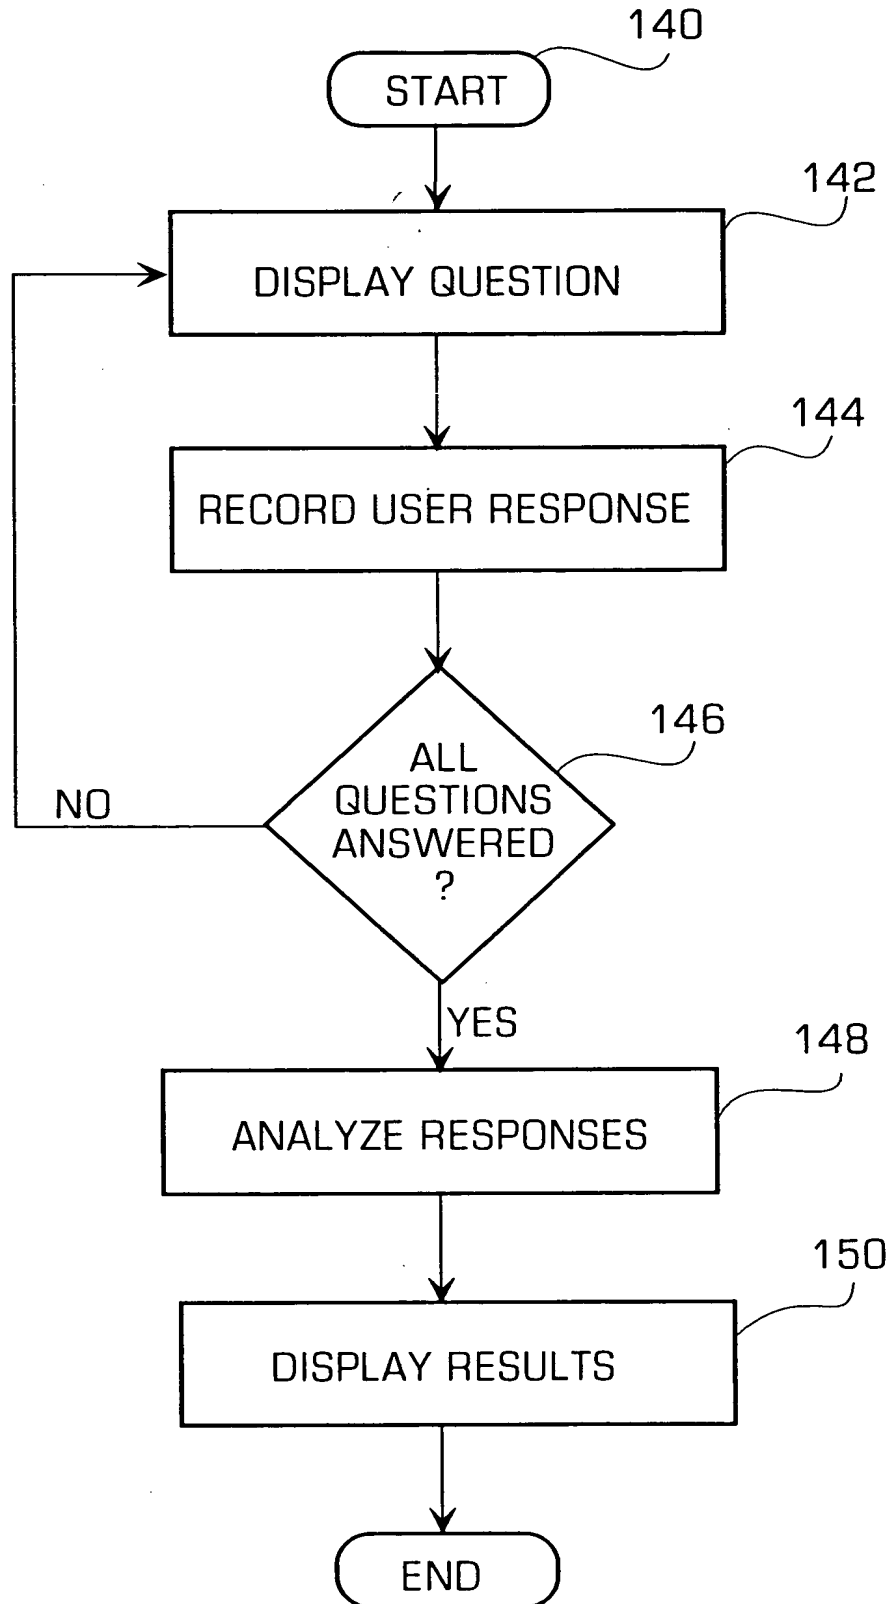 140
START
142
DISPLAY QUESTION
144
RECORD USER RESPONSE
146
ALL
QUESTIONS
ANSWERED
?
NO
YES
148
ANALYZE RESPONSES
150
DISPLAY RESULTS
END